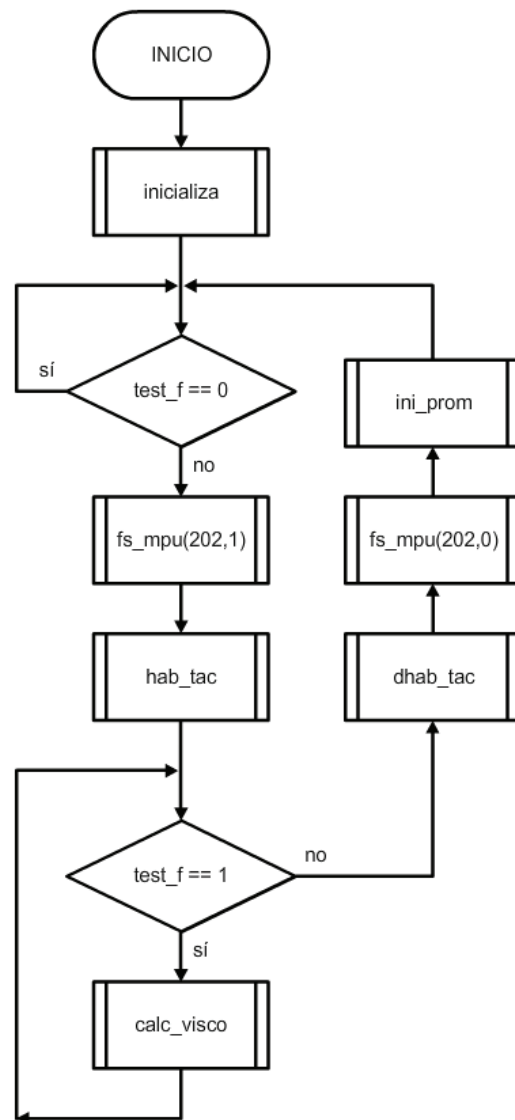 INICIO
inicializa
sí
test_f == 0
no
ini_prom
fs_mpu(202,1)
fs_mpu(202,0)
hab_tac
dhab_tac
test_f == 1
no
sí
calc_visco